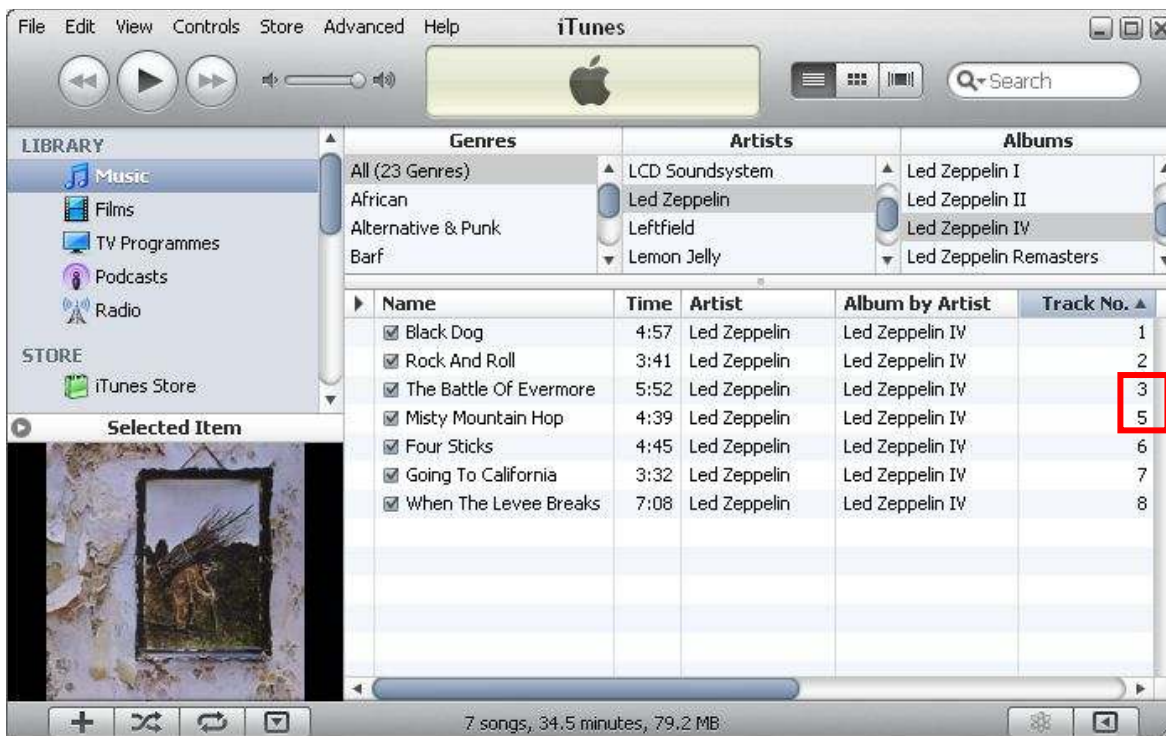 File Edit View Controls Store Advanced Help iTunes
Search
LIBRARY
Music
Films
TV Programmes
Podcasts
Radio
STORE
iTunes Store
Selected Item
Genres
All (23 Genres)
African
Alternative & Punk
Barf
Artists
LCD Soundsystem
Led Zeppelin
Leftfield
Lemon Jelly
Albums
Led Zeppelin I
Led Zeppelin II
Led Zeppelin IV
Led Zeppelin Remasters
Name Time Artist Album by Artist Track No.
Black Dog 4:57 Led Zeppelin Led Zeppelin IV 1
Rock And Roll 3:41 Led Zeppelin Led Zeppelin IV 2
The Battle Of Evermore 5:52 Led Zeppelin Led Zeppelin IV 3
Misty Mountain Hop 4:39 Led Zeppelin Led Zeppelin IV 5
Four Sticks 4:45 Led Zeppelin Led Zeppelin IV 6
Going To California 3:32 Led Zeppelin Led Zeppelin IV 7
When The Levee Breaks 7:08 Led Zeppelin Led Zeppelin IV 8
7 songs, 34.5 minutes, 79.2 MB